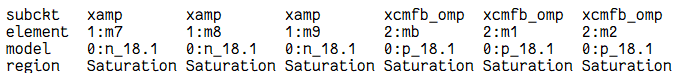 subckt xamp xamp xamp xcmfb_omp xcmfb_omp xcmfb_omp
element 1:m7 1:m8 1:m9 2:mb 2:m1 2:m2
model 0:n_18.1 0:n_18.1 0:n_18.1 0:p_18.1 0:p_18.1 0:p_18.1
region Saturation Saturation Saturation Saturation Saturation Saturation